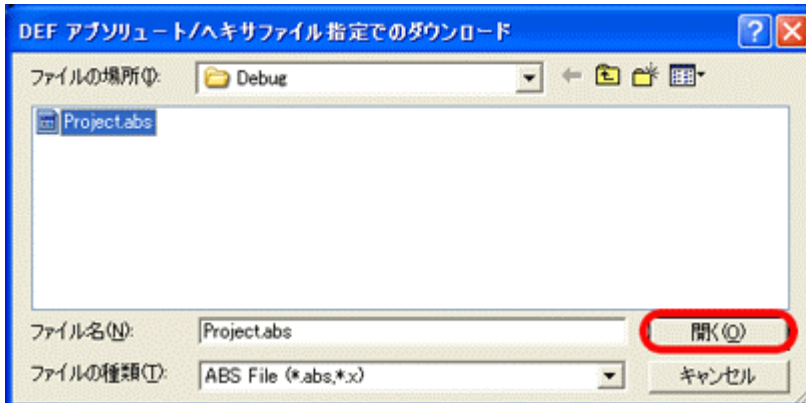 DEF アブソリュート/ヘキサファイル指定でのダウンロード
ファイルの場所(I):
Debug
Project.abs
ファイル名(N):
Project.abs
開く(O)
ファイルの種類(T):
ABS File (*.abs,*.x)
キャンセル